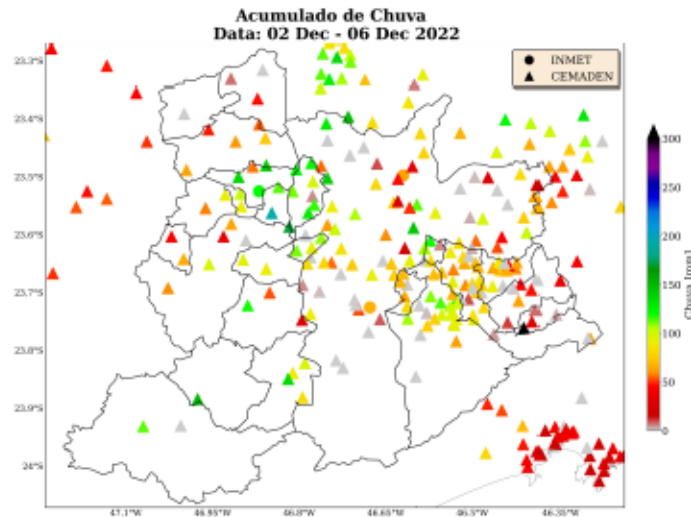 Acumulado de Chuva
Data: 02 Dec - 06 Dec 2022
INMET
CEMADEN
23.3°S
23.4°S
23.5°S
23.6°S
23.7°S
23.8°S
23.9°S
24°S
47.1°W
46.95°W
46.8°W
46.65°W
46.5°W
46.35°W
300
250
200
150
100
50
0
Chuva [mm]